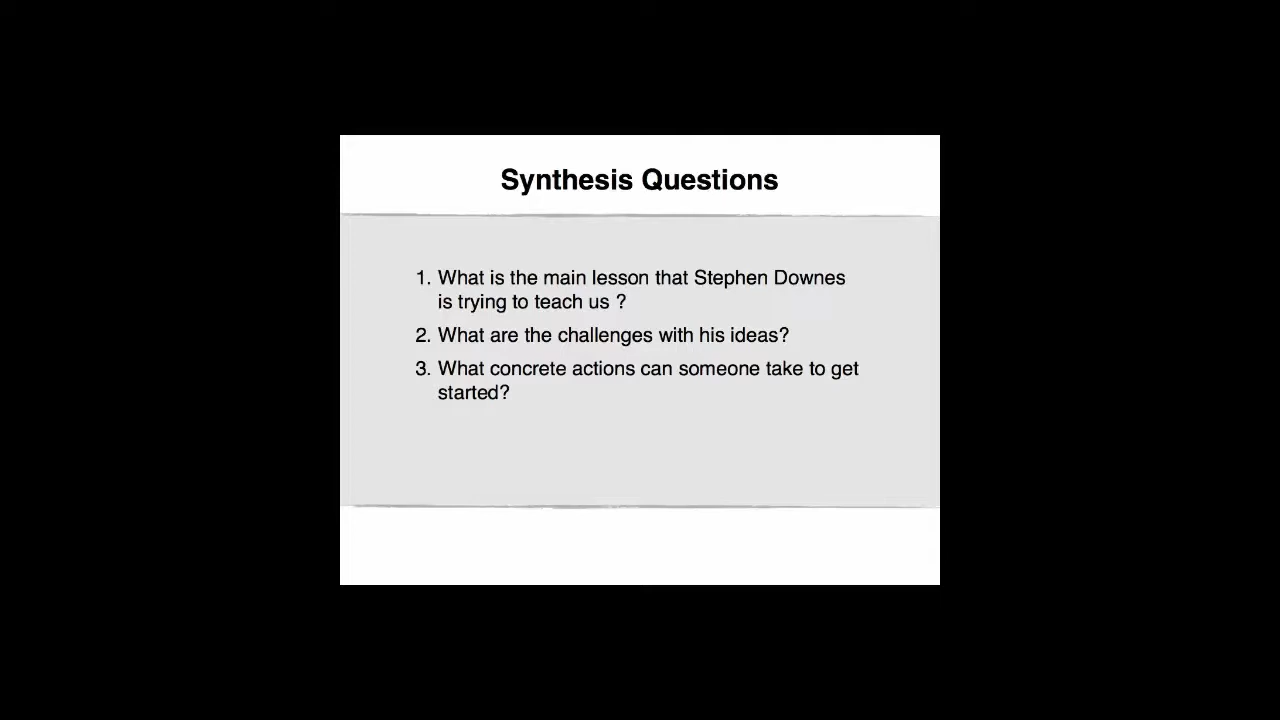 Synthesis Questions
1. What is the main lesson that Stephen Downes
is trying to teach us ?
2. What are the challenges with his ideas?
3. What concrete actions can someone take to get
started?